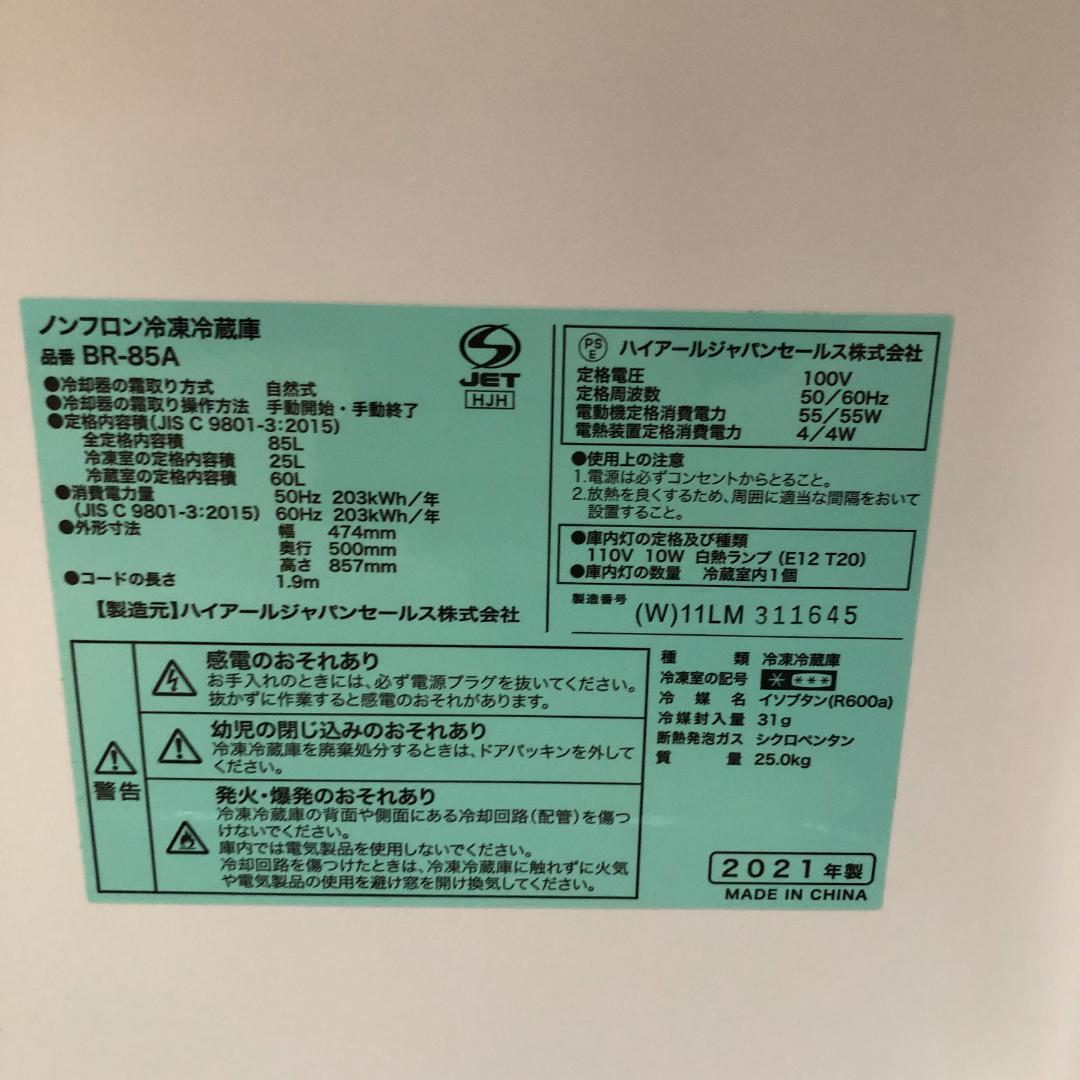 ノンフロン冷凍冷蔵庫
品番 BR-85A
●冷却器の霜取り方式 自然式
●冷却器の霜取り操作方法 手動開始・手動終了
●定格内容積(JIS C 9801-3:2015)
全定格内容積 85L
冷凍室の定格内容積 25L
冷蔵室の定格内容積 60L
●消費電力量 50Hz 203kWh/年
(JIS C 9801-3:2015) 60Hz 203kWh/年
●外形寸法 幅 474mm
奥行 500mm
高さ 857mm
●コードの長さ 1.9m
【製造元】ハイアールジャパンセールス株式会社
JET
HJH
PSE ハイアールジャパンセールス株式会社
定格電圧 100V
定格周波数 50/60Hz
電動機定格消費電力 55/55W
電熱装置定格消費電力 4/4W
●使用上の注意
1.電源は必ずコンセントからとること。
2.放熱を良くするため、周囲に適当な間隔をおいて
設置すること。
●庫内灯の定格及び種類
110V 10W 白熱ランプ (E12 T20)
●庫内灯の数量 冷蔵室内1個
製造番号
(W)11LM 311645
警告
感電のおそれあり
お手入れのときには、必ず電源プラグを抜いてください。
抜かずに作業すると感電のおそれがあります。
幼児の閉じ込みのおそれあり
冷凍冷蔵庫を廃棄処分するときは、ドアパッキンを外して
ください。
発火・爆発のおそれあり
冷凍冷蔵庫の背面や側面にある冷却回路(配管)を傷つ
けないでください。
庫内では電気製品を使用しないでください。
冷却回路を傷つけたときは、冷凍冷蔵庫に触れずに火気
や電気製品の使用を避け窓を開け換気してください。
種類 冷凍冷蔵庫
冷凍室の記号 * ***
冷媒名 イソブタン(R600a)
冷媒封入量 31g
断熱発泡ガス シクロペンタン
質量 25.0kg
2021年製
MADE IN CHINA